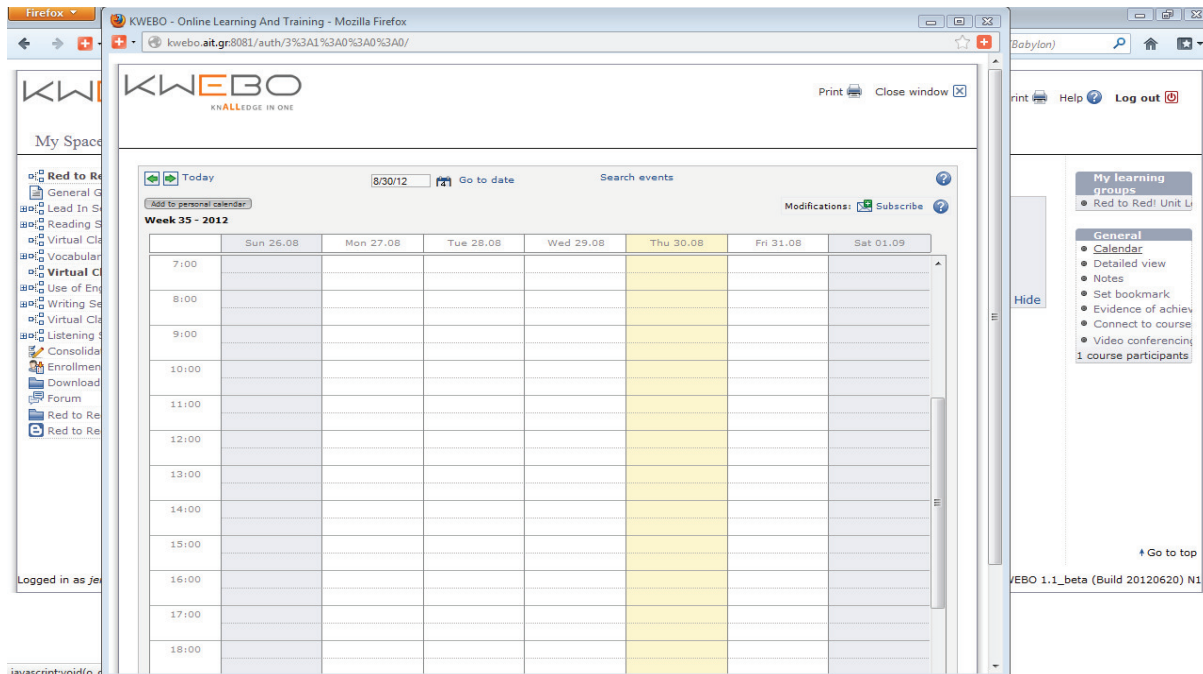 Firefox
KWEBO - Online Learning And Training - Mozilla Firefox
kwebo.ait.gr:8081/auth/3%3A1%3A0%3A0%3A0/
(Babylon)
KWEBO
KNALLEDGE IN ONE
Print
Close window
rint
Help
Log out
My Space
Today
8/30/12
Go to date
Search events
Add to personal calendar
Modifications:
Subscribe
Week 35 - 2012
Sun 26.08
Mon 27.08
Tue 28.08
Wed 29.08
Thu 30.08
Fri 31.08
Sat 01.09
7:00
8:00
9:00
10:00
11:00
12:00
13:00
14:00
15:00
16:00
17:00
18:00
Red to Re
General G
Lead In Se
Reading S
Virtual Cla
Vocabular
Virtual Cl
Use of Eng
Writing Se
Virtual Cla
Listening S
Consolida
Enrollmen
Download
Forum
Red to Re
Red to Re
Logged in as je
My learning
groups
Red to Red! Unit L
General
Calendar
Detailed view
Notes
Set bookmark
Evidence of achiev
Connect to course
Video conferencing
1 course participants
Hide
Go to top
WEBO 1.1_beta (Build 20120620) N1